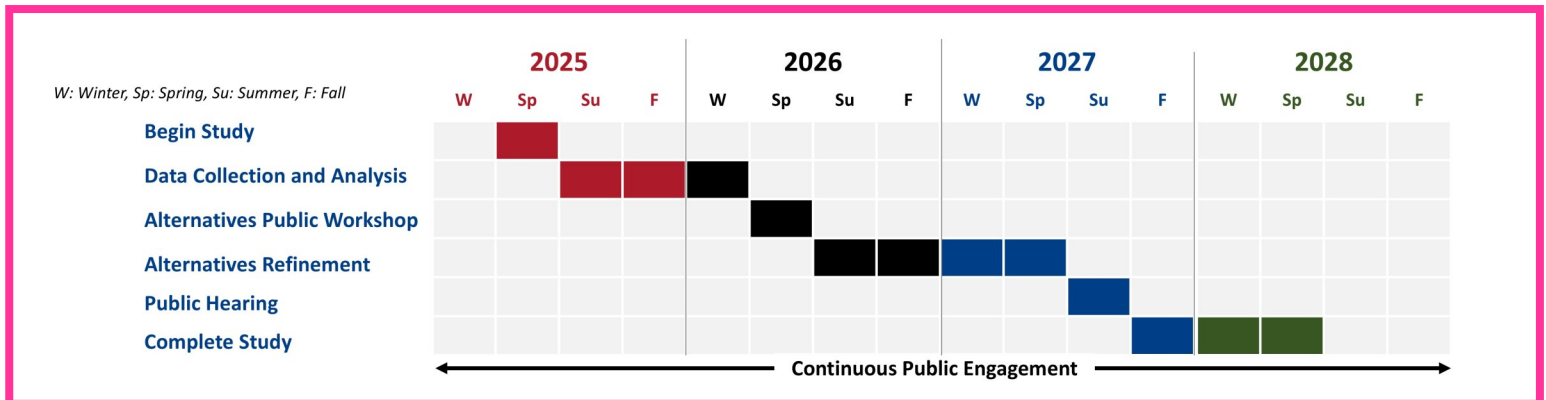 2025 2026 2027 2028
W: Winter, Sp: Spring, Su: Summer, F: Fall
W Sp Su F W Sp Su F W Sp Su F W Sp Su F
Begin Study
Data Collection and Analysis
Alternatives Public Workshop
Alternatives Refinement
Public Hearing
Complete Study
Continuous Public Engagement